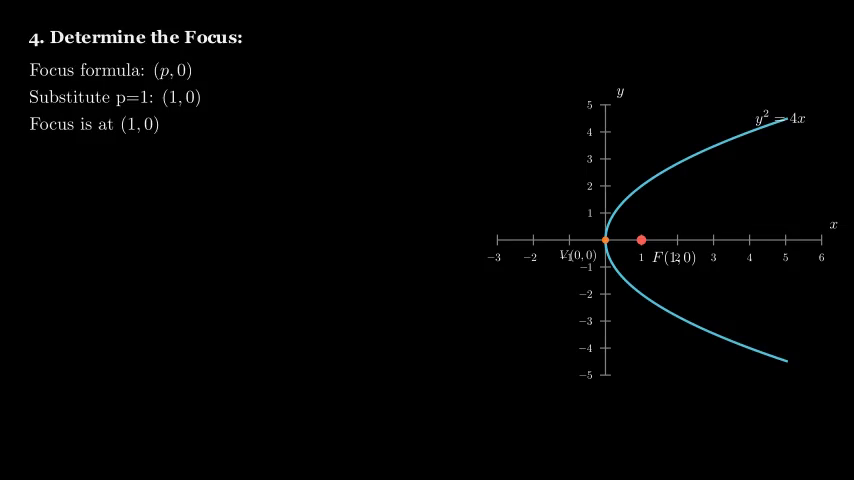 4. Determine the Focus:
Focus formula: (p, 0)
Substitute p=1: (1, 0)
Focus is at (1, 0)
y
5
y² = 4x
4
3
2
1
x
−3 −2 −1 V(0,0) 1 F(1,0) 2 3 4 5 6
−1
−2
−3
−4
−5